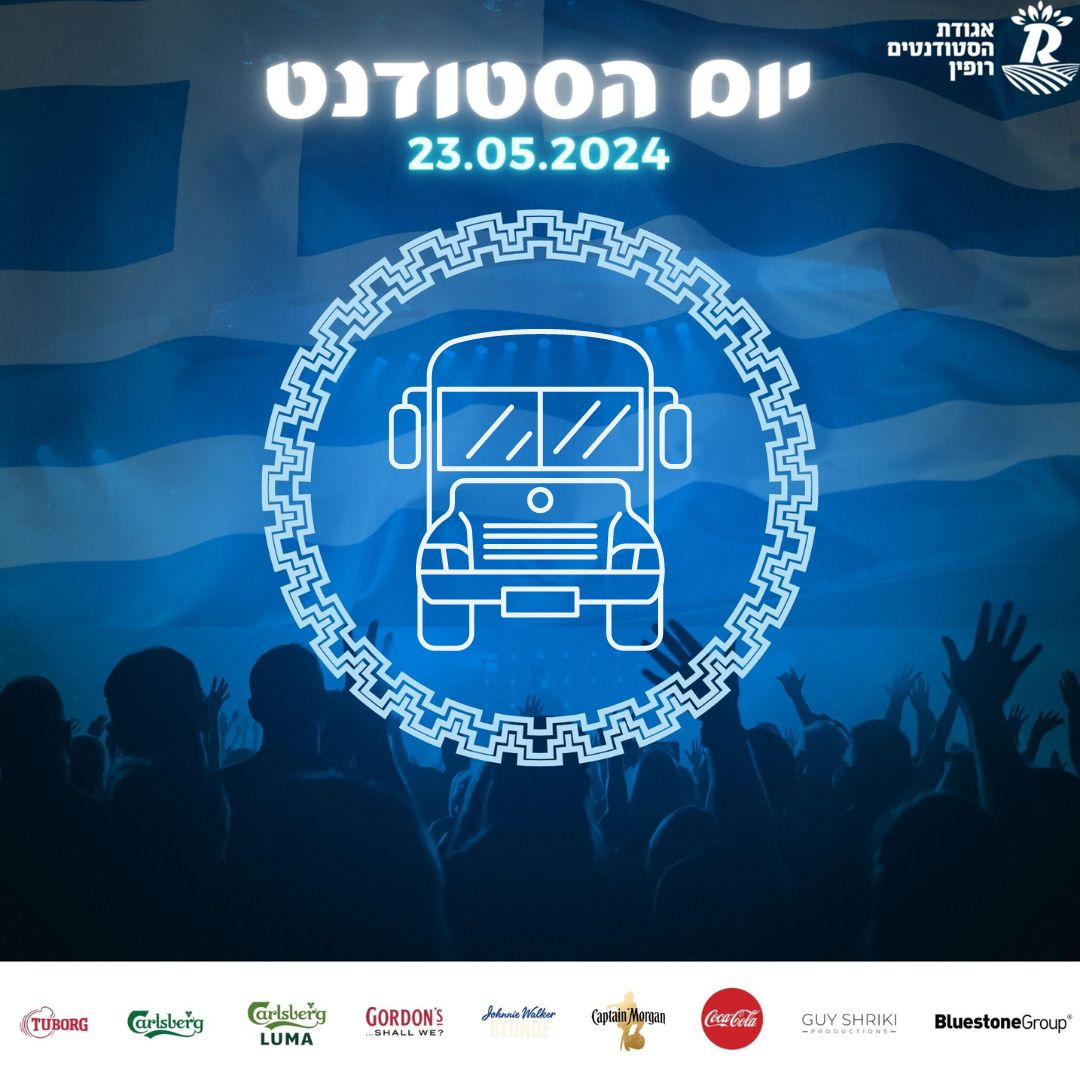 אגודת
הסטודנטים
רופין
R
יום הסטודנט
23.05.2024
TUBORG
Carlsberg
Carlsberg
LUMA
GORDON'S
...SHALL WE?
Johnnie Walker
BLONDE
Captain Morgan
Coca-Cola
GUY SHRIKI
PRODUCTIONS
BluestoneGroup®